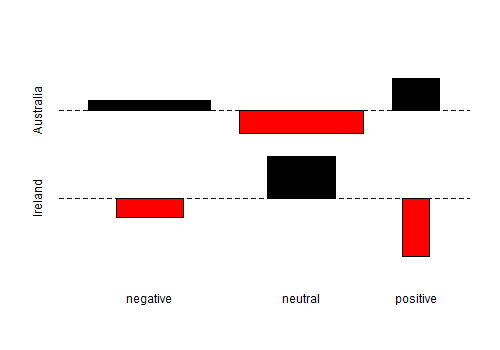 Australia
Ireland
negative neutral positive